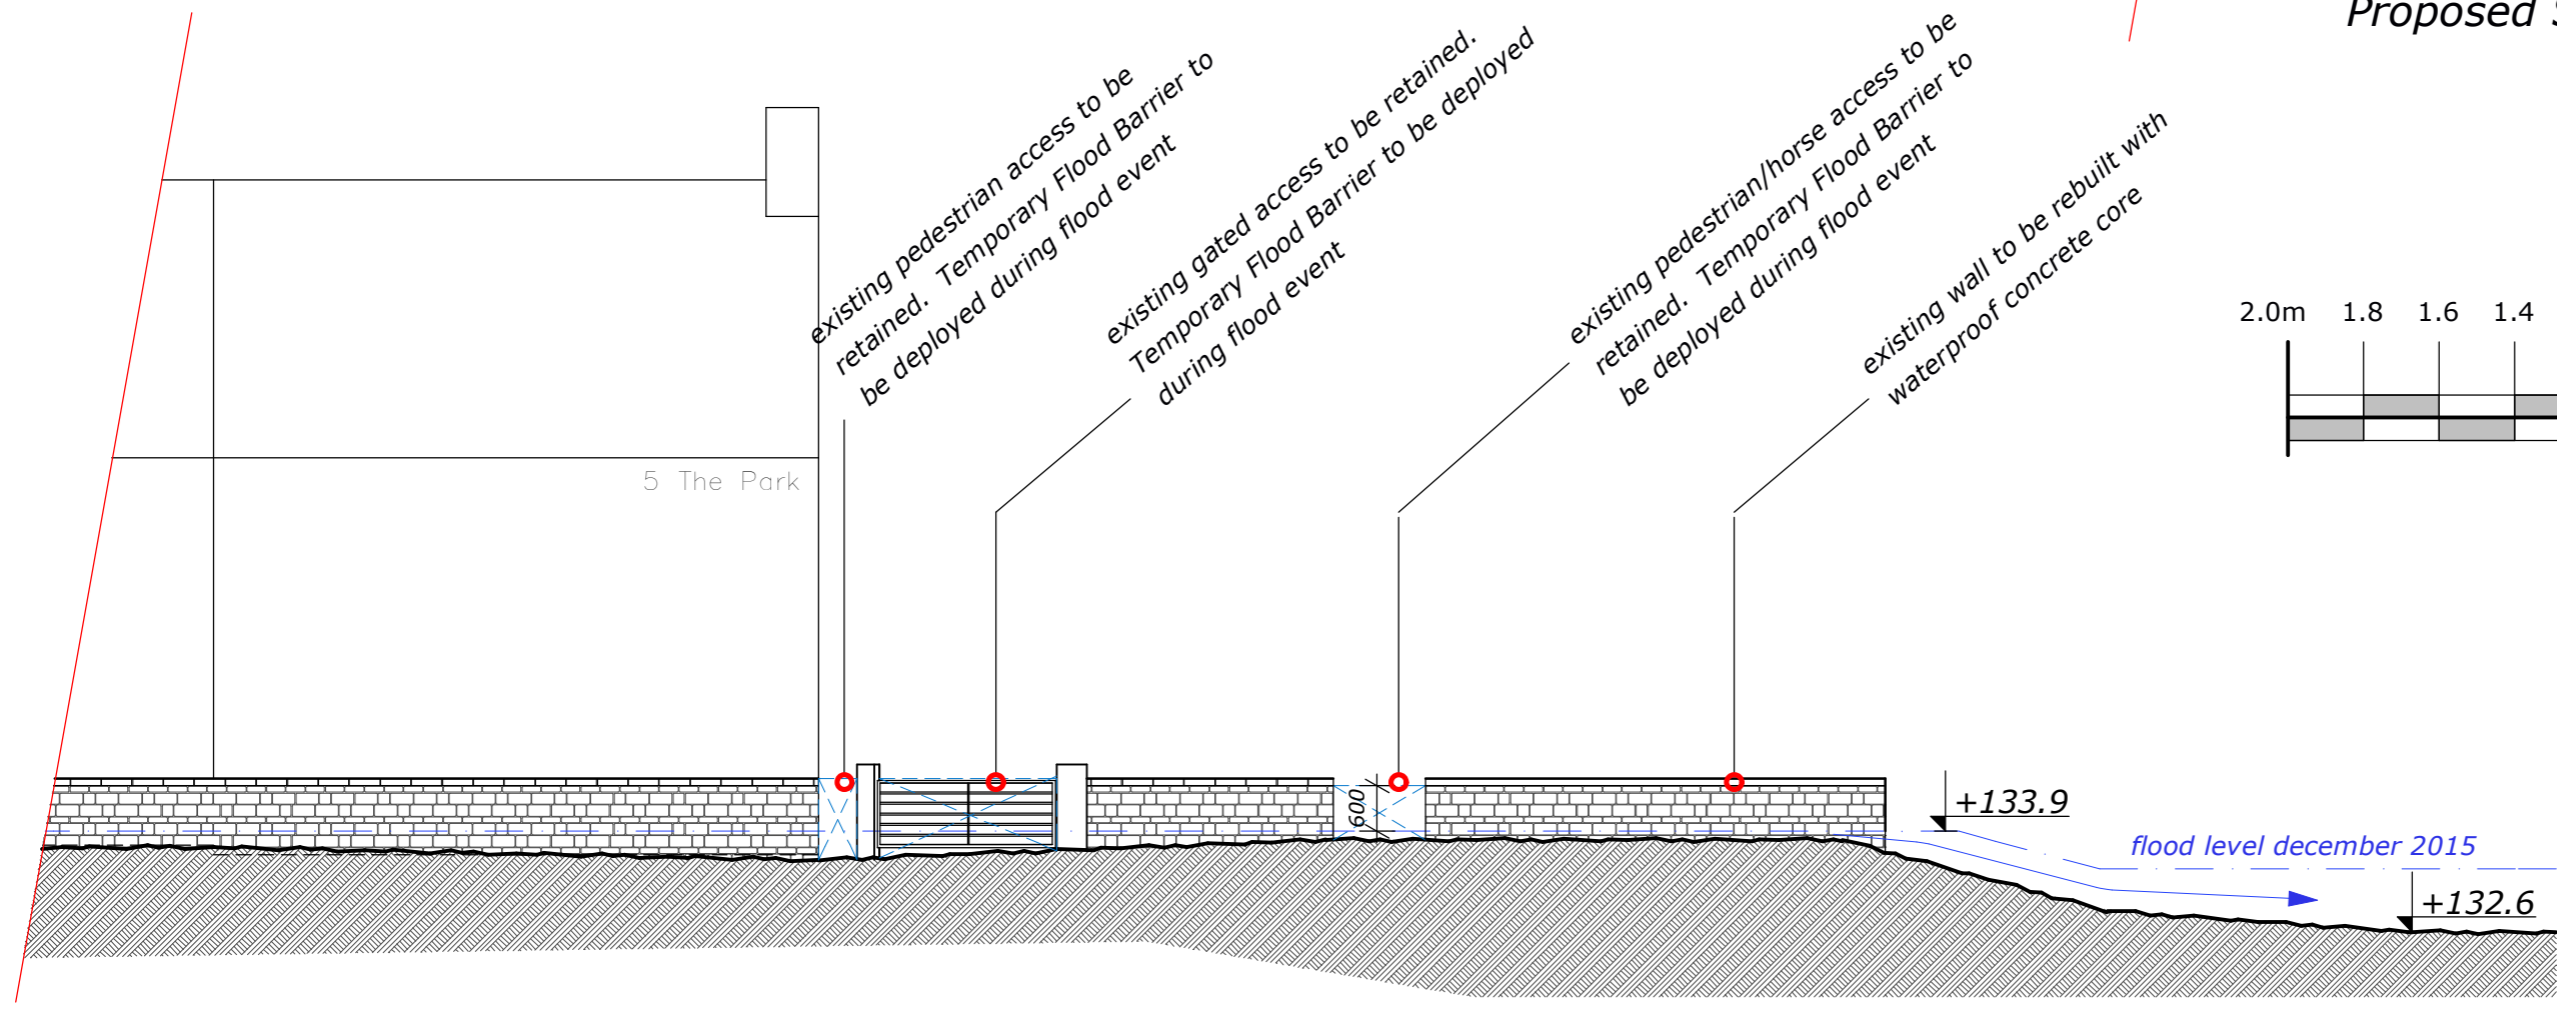 Proposed
existing pedestrian access to be
retained. Temporary Flood Barrier to
be deployed during flood event
existing gated access to be retained.
Temporary Flood Barrier to be deployed
during flood event
existing pedestrian/horse access to be
retained. Temporary Flood Barrier to
be deployed during flood event
existing wall to be rebuilt with
waterproof concrete core
2.0m 1.8 1.6 1.4
5 The Park
600
+133.9
flood level december 2015
+132.6